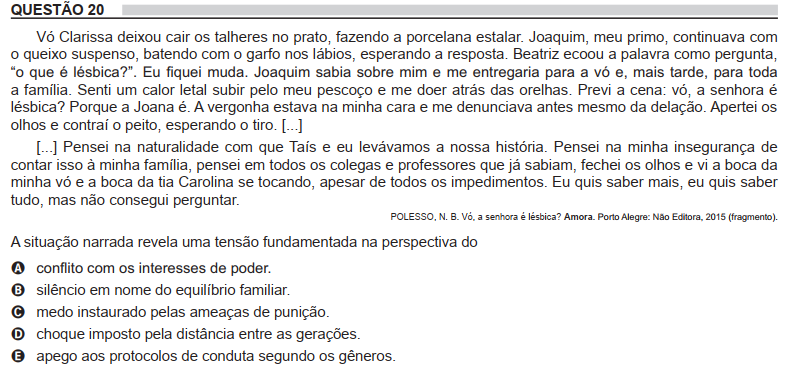 QUESTÃO 20
Vó Clarissa deixou cair os talheres no prato, fazendo a porcelana estalar. Joaquim, meu primo, continuava com
o queixo suspenso, batendo com o garfo nos lábios, esperando a resposta. Beatriz ecoou a palavra como pergunta,
“o que é lésbica?”. Eu fiquei muda. Joaquim sabia sobre mim e me entregaria para a vó e, mais tarde, para toda
a família. Senti um calor letal subir pelo meu pescoço e me doer atrás das orelhas. Previ a cena: vó, a senhora é
lésbica? Porque a Joana é. A vergonha estava na minha cara e me denunciava antes mesmo da delação. Apertei os
olhos e contraí o peito, esperando o tiro. [...]
[...] Pensei na naturalidade com que Taís e eu levávamos a nossa história. Pensei na minha insegurança de
contar isso à minha família, pensei em todos os colegas e professores que já sabiam, fechei os olhos e vi a boca da
minha vó e a boca da tia Carolina se tocando, apesar de todos os impedimentos. Eu quis saber mais, eu quis saber
tudo, mas não consegui perguntar.
POLESSO, N. B. Vó, a senhora é lésbica? Amora. Porto Alegre: Não Editora, 2015 (fragmento).
A situação narrada revela uma tensão fundamentada na perspectiva do
A conflito com os interesses de poder.
B silêncio em nome do equilíbrio familiar.
C medo instaurado pelas ameaças de punição.
D choque imposto pela distância entre as gerações.
E apego aos protocolos de conduta segundo os gêneros.